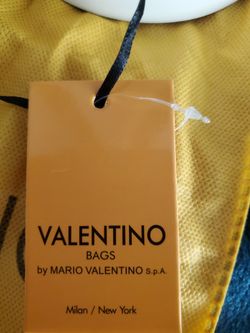 VALENTINO
BAGS
by MARIO VALENTINO S.p.A.
Milan / New York